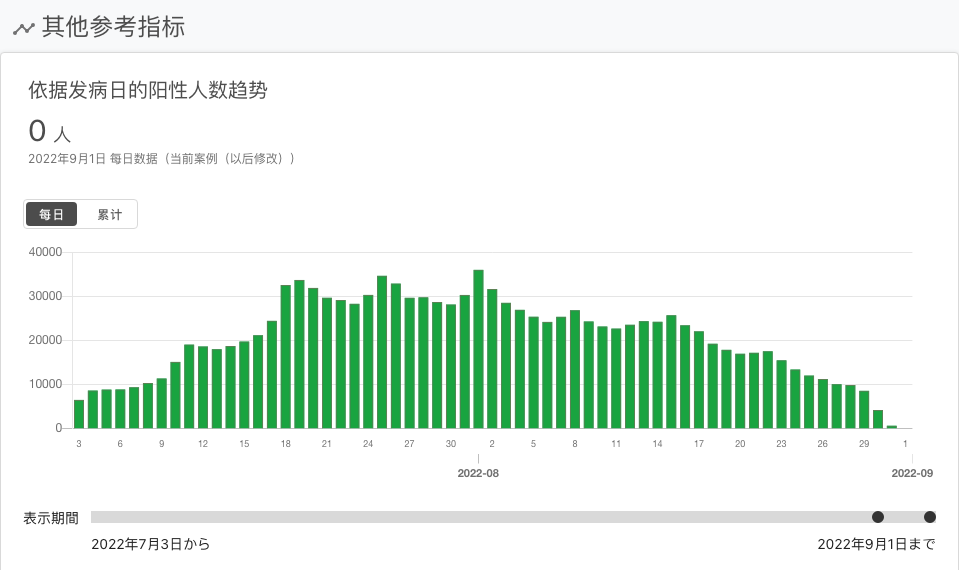 其他参考指标
依据发病日的阳性人数趋势
0 人
2022年9月1日 每日数据（当前案例（以后修改））
每日 累计
40000
30000
20000
10000
0
3 6 9 12 15 18 21 24 27 30 2 5 8 11 14 17 20 23 26 29 1
2022-08 2022-09
表示期間
2022年7月3日から 2022年9月1日まで